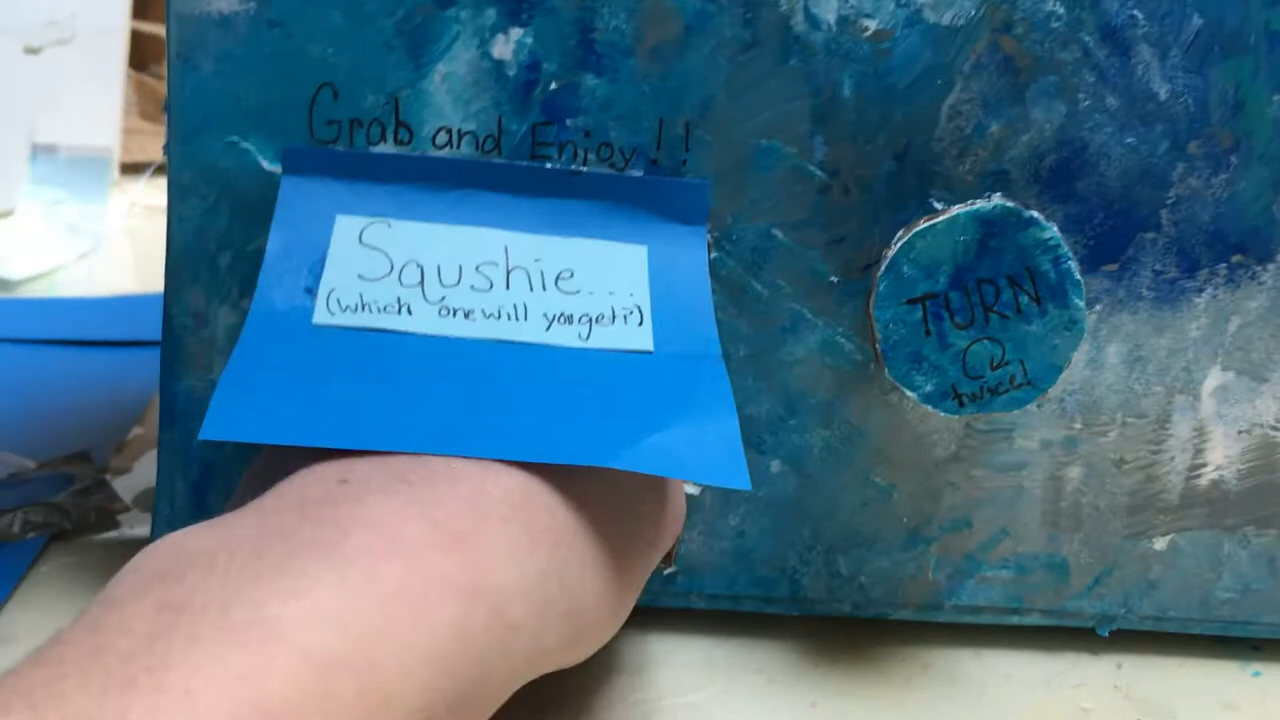 Grab and Enjoy!!
Squshie...
(which one will you get?)
TURN
twice!